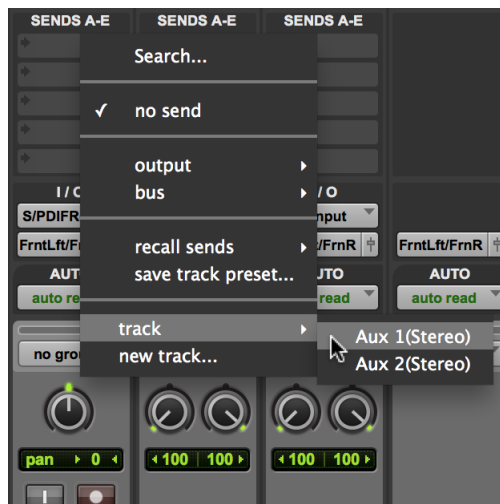 SENDS A-E SENDS A-E SENDS A-E
Search...
✓ no send
output
bus
I / O
S/PDIFR nput
recall sends
FrntLft/Fr t/FrnR FrntLft/FrnR
save track preset...
AUTO AUTO
auto re read auto read
track
Aux 1(Stereo)
no grou new track...
Aux 2(Stereo)
pan 0 100 100 100 100